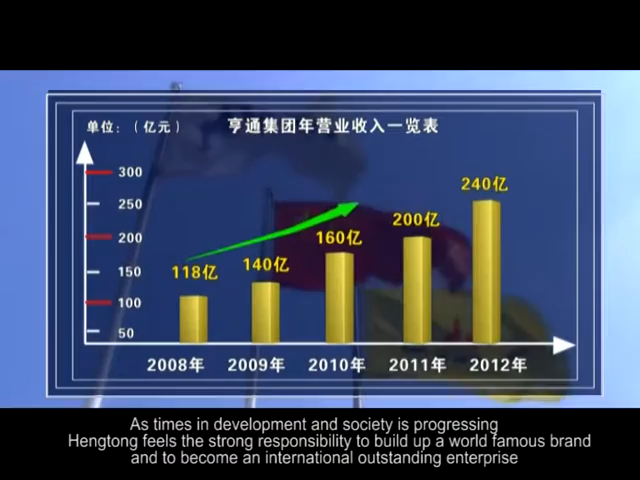 单位：（亿元） 亨通集团年营业收入一览表
300
250
200
150
100
50
118亿 140亿 160亿 200亿 240亿
2008年 2009年 2010年 2011年 2012年
As times in development and society is progressing
Hengtong feels the strong responsibility to build up a world famous brand
and to become an international outstanding enterprise